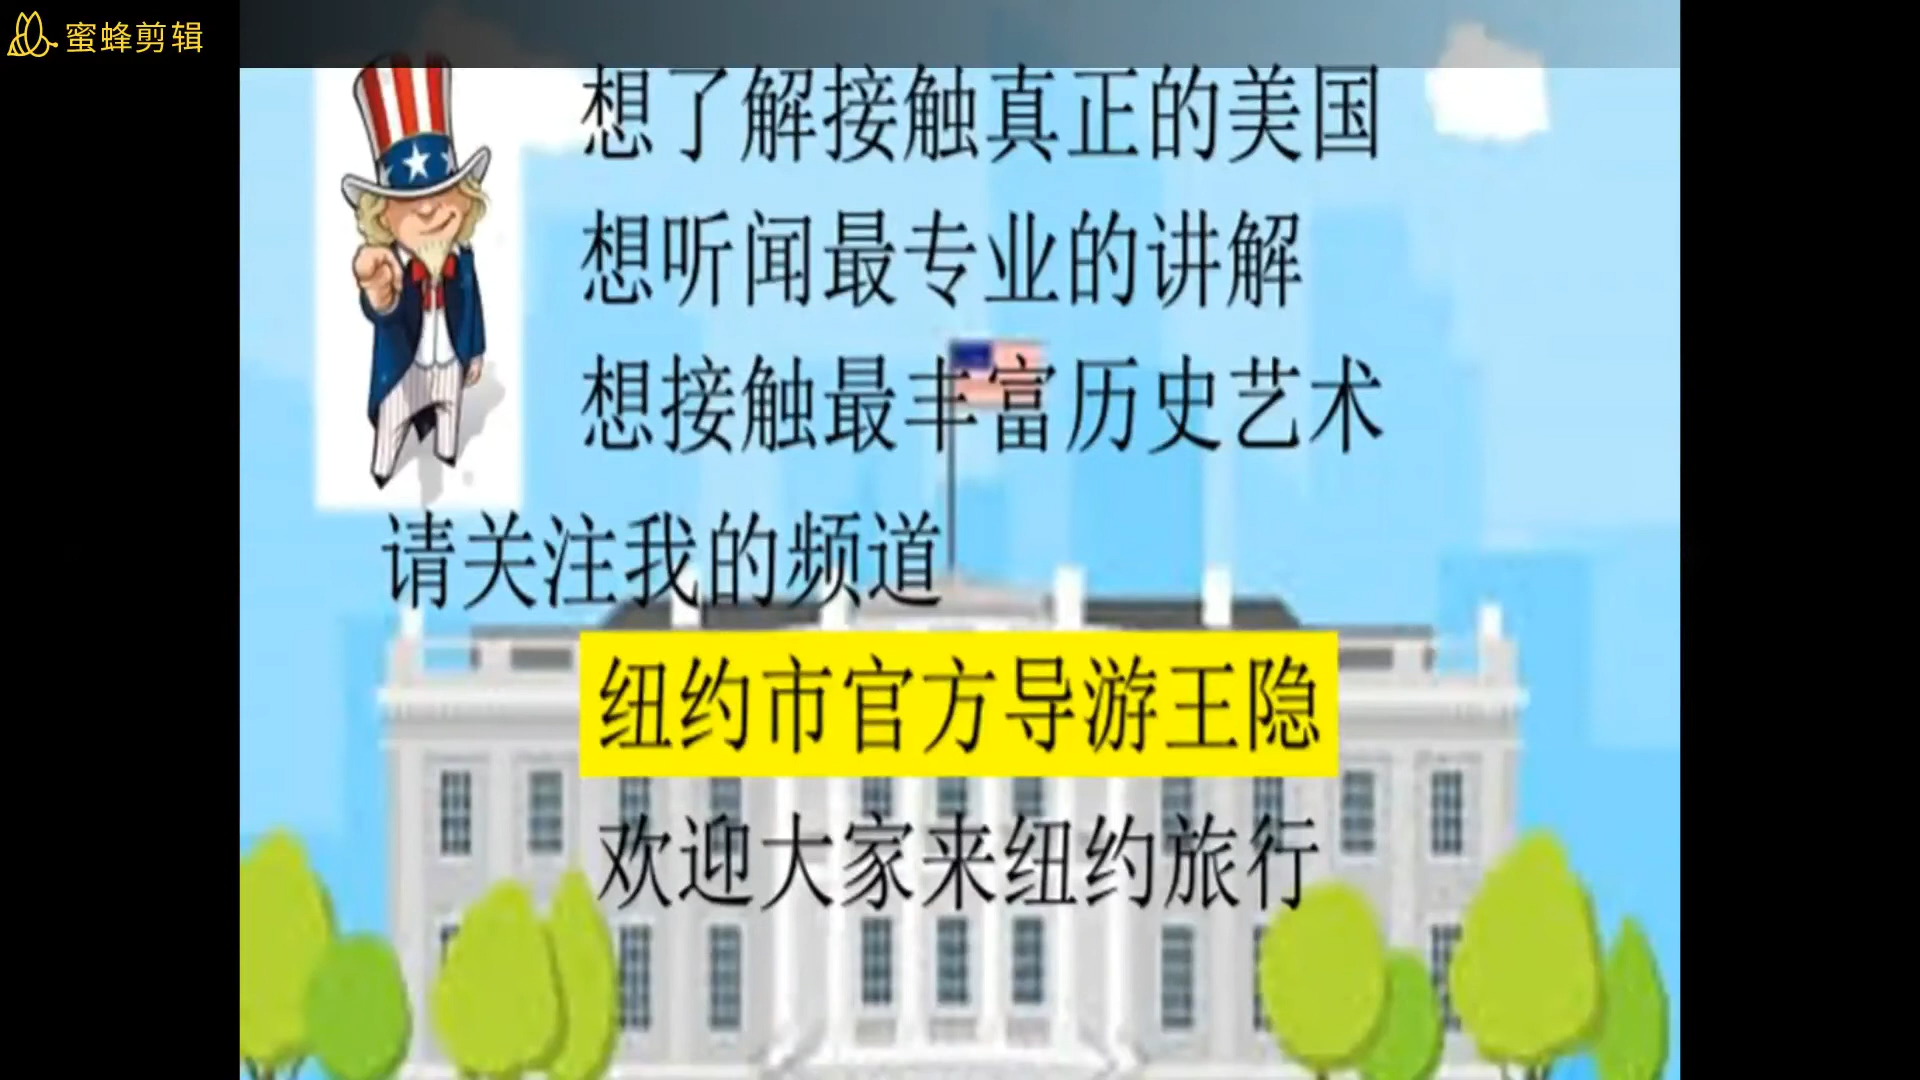 蜜蜂剪辑
想了解接触真正的美国
想听闻最专业的讲解
想接触最丰富历史艺术
请关注我的频道
纽约市官方导游王隐
欢迎大家来纽约旅行